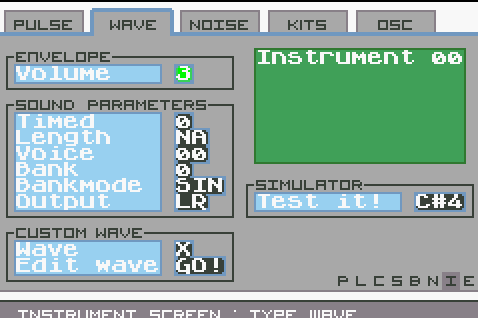 PULSE WAVE NOISE KITS OSC
ENVELOPE
Volume 3
Instrument 00
SOUND PARAMETERS
Timed 0
Length NA
Voice 00
Bank 0
Bankmode SIN
Output LR
SIMULATOR
Test it! C#4
CUSTOM WAVE
Wave X
Edit wave GO!
P L C S B N I E
INSTRUMENT SCREEN : TYPE WAVE